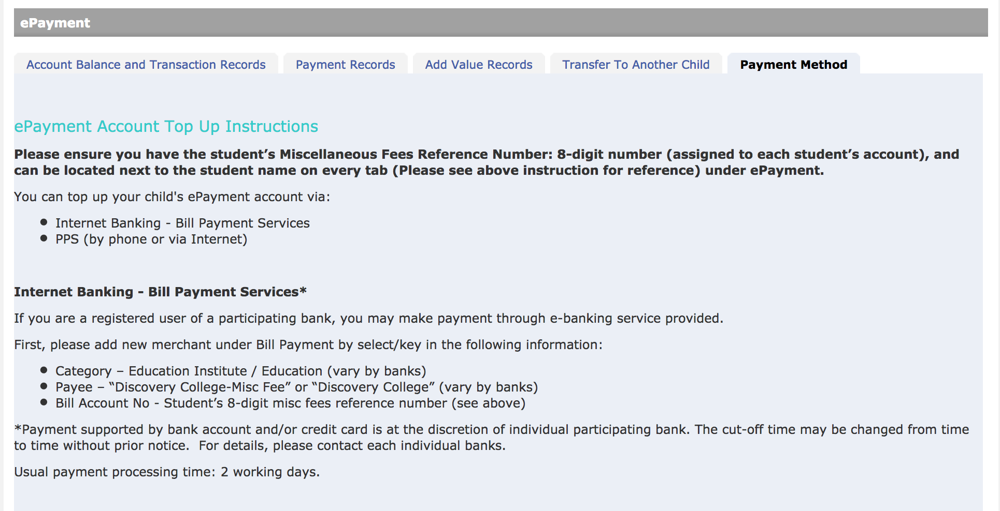 ePayment
Account Balance and Transaction Records
Payment Records
Add Value Records
Transfer To Another Child
Payment Method
ePayment Account Top Up Instructions
Please ensure you have the student’s Miscellaneous Fees Reference Number: 8-digit number (assigned to each student’s account), and
can be located next to the student name on every tab (Please see above instruction for reference) under ePayment.
You can top up your child's ePayment account via:
● Internet Banking - Bill Payment Services
● PPS (by phone or via Internet)
Internet Banking - Bill Payment Services*
If you are a registered user of a participating bank, you may make payment through e-banking service provided.
First, please add new merchant under Bill Payment by select/key in the following information:
● Category – Education Institute / Education (vary by banks)
● Payee – “Discovery College-Misc Fee” or “Discovery College” (vary by banks)
● Bill Account No - Student’s 8-digit misc fees reference number (see above)
*Payment supported by bank account and/or credit card is at the discretion of individual participating bank. The cut-off time may be changed from time
to time without prior notice.  For details, please contact each individual banks.
Usual payment processing time: 2 working days.